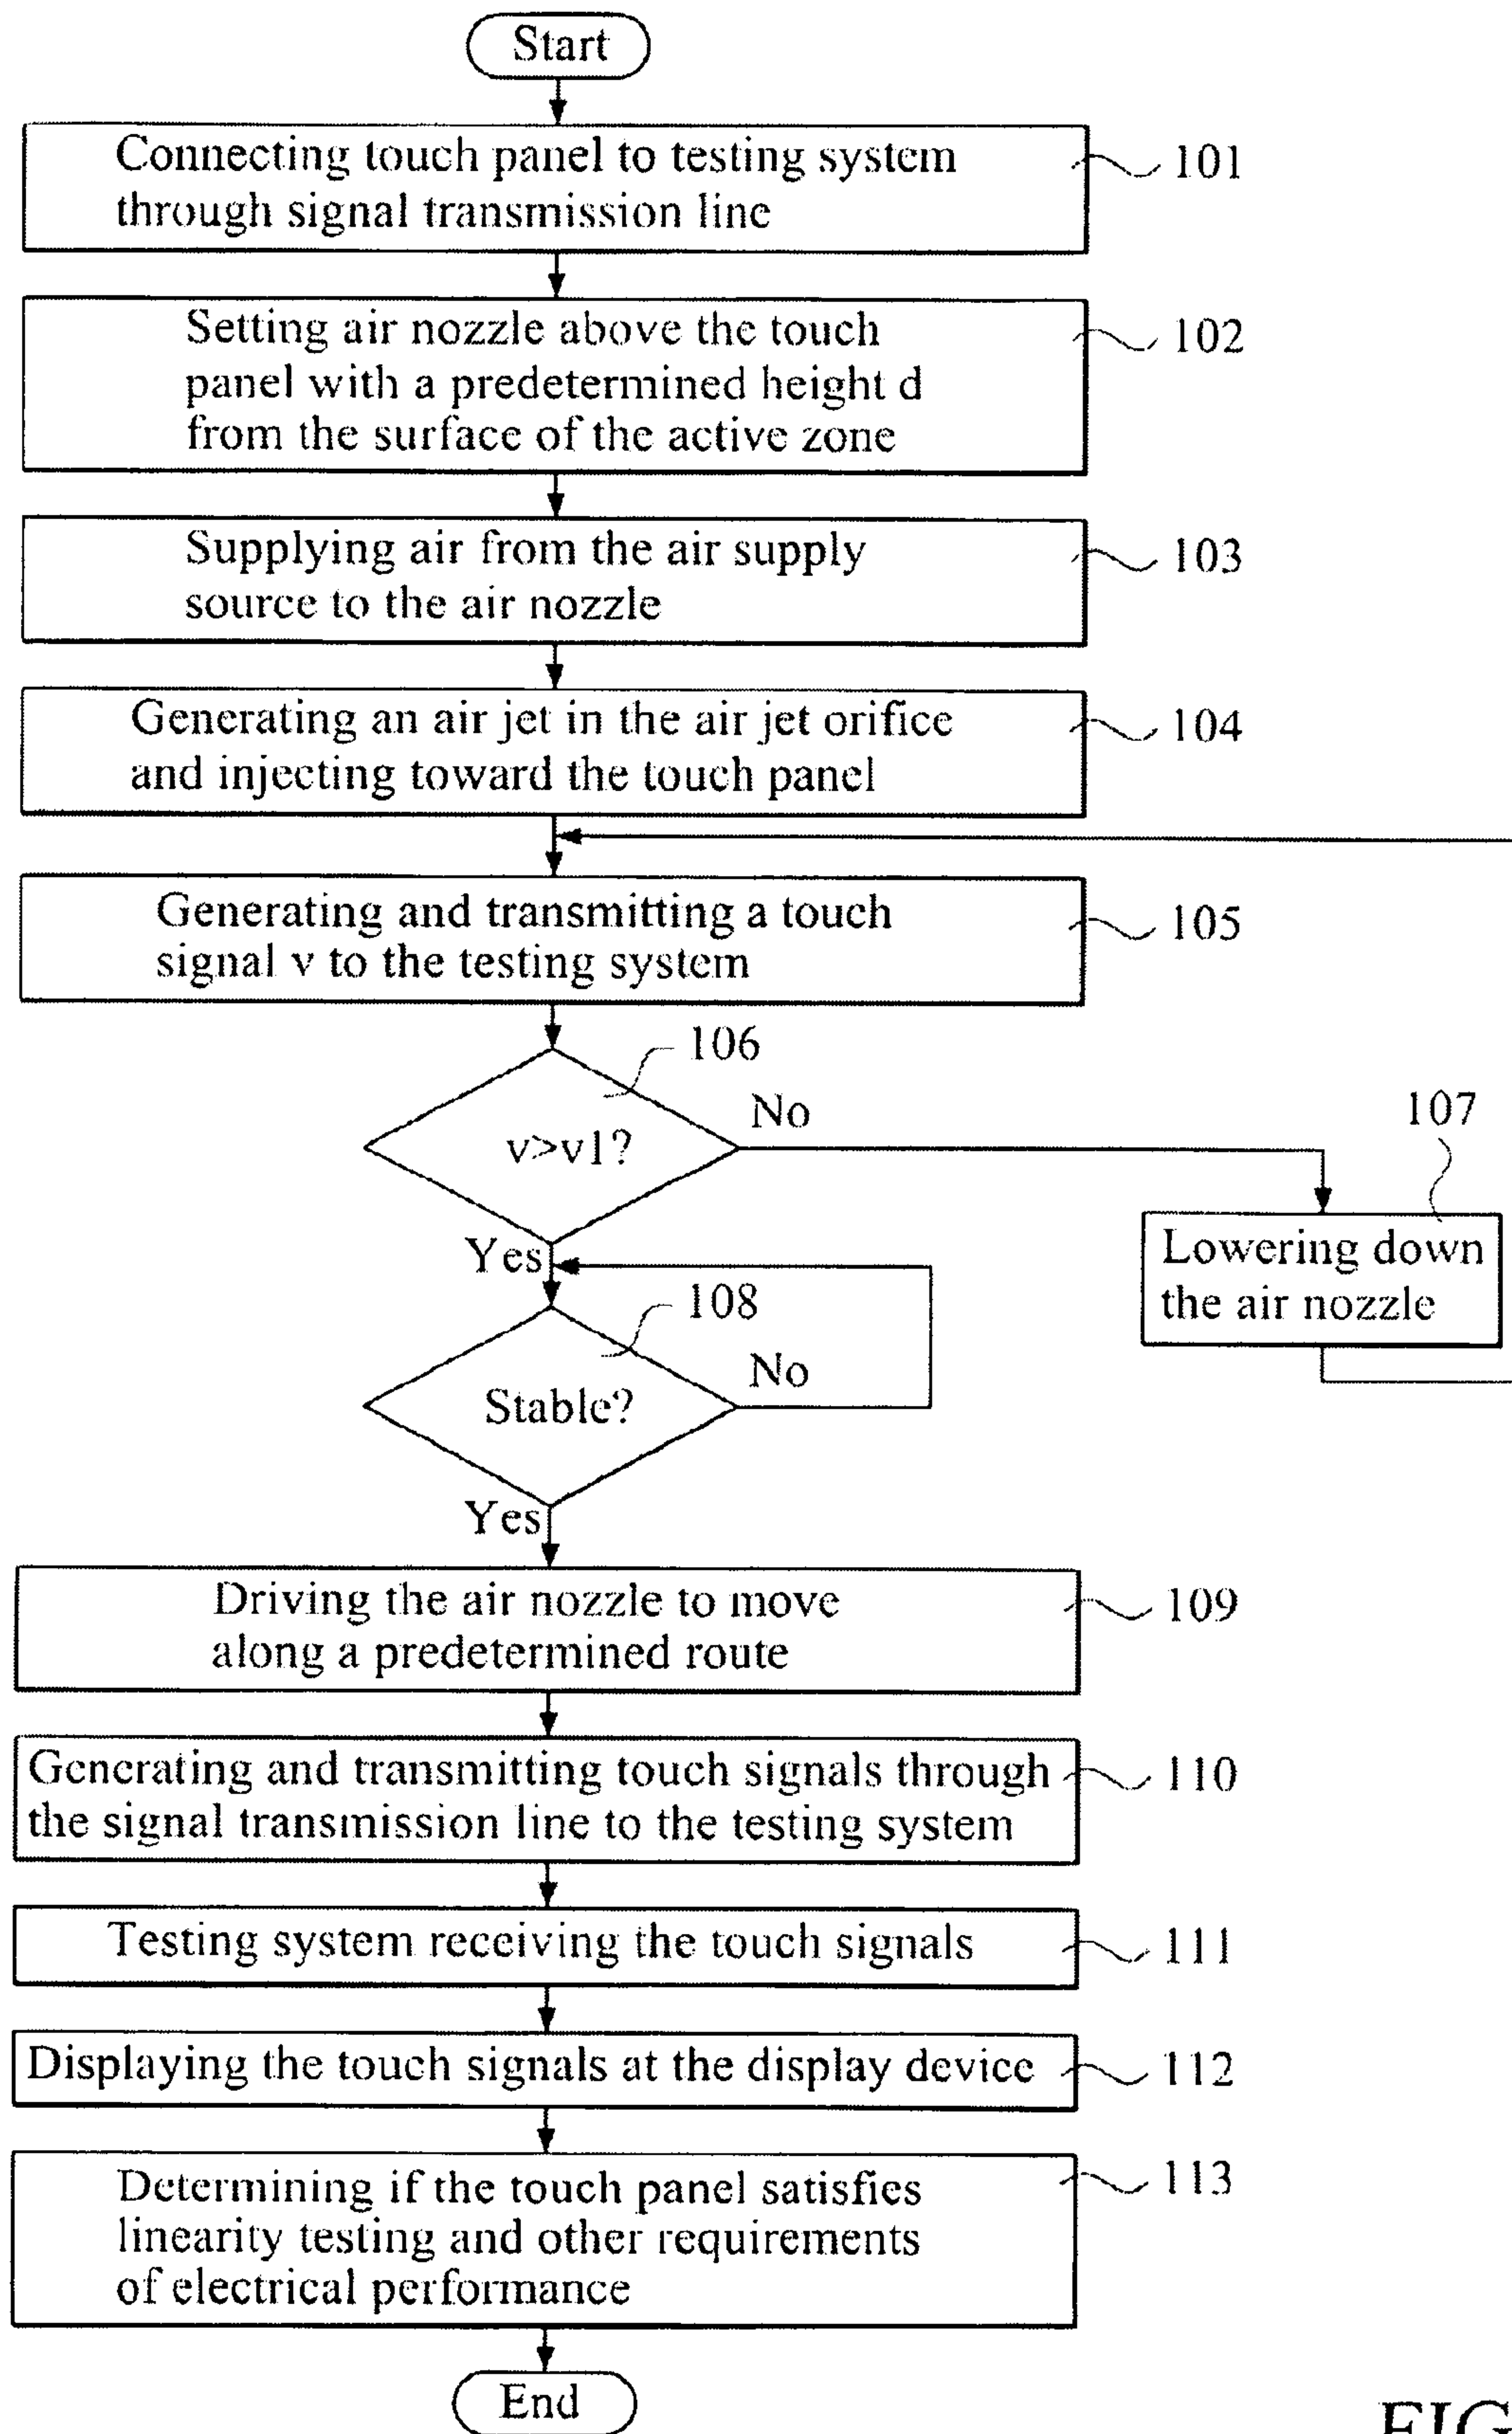 Start
Connecting touch panel to testing system
through signal transmission line
101
Setting air nozzle above the touch
panel with a predetermined height d
from the surface of the active zone
102
Supplying air from the air supply
source to the air nozzle
103
Generating an air jet in the air jet orifice
and injecting toward the touch panel
104
Generating and transmitting a touch
signal v to the testing system
105
106
v>v1?
No
Yes
107
Lowering down
the air nozzle
108
Stable?
No
Yes
Driving the air nozzle to move
along a predetermined route
109
Generating and transmitting touch signals through
the signal transmission line to the testing system
110
Testing system receiving the touch signals
111
Displaying the touch signals at the display device
112
Determining if the touch panel satisfies
linearity testing and other requirements
of electrical performance
113
End
FIG